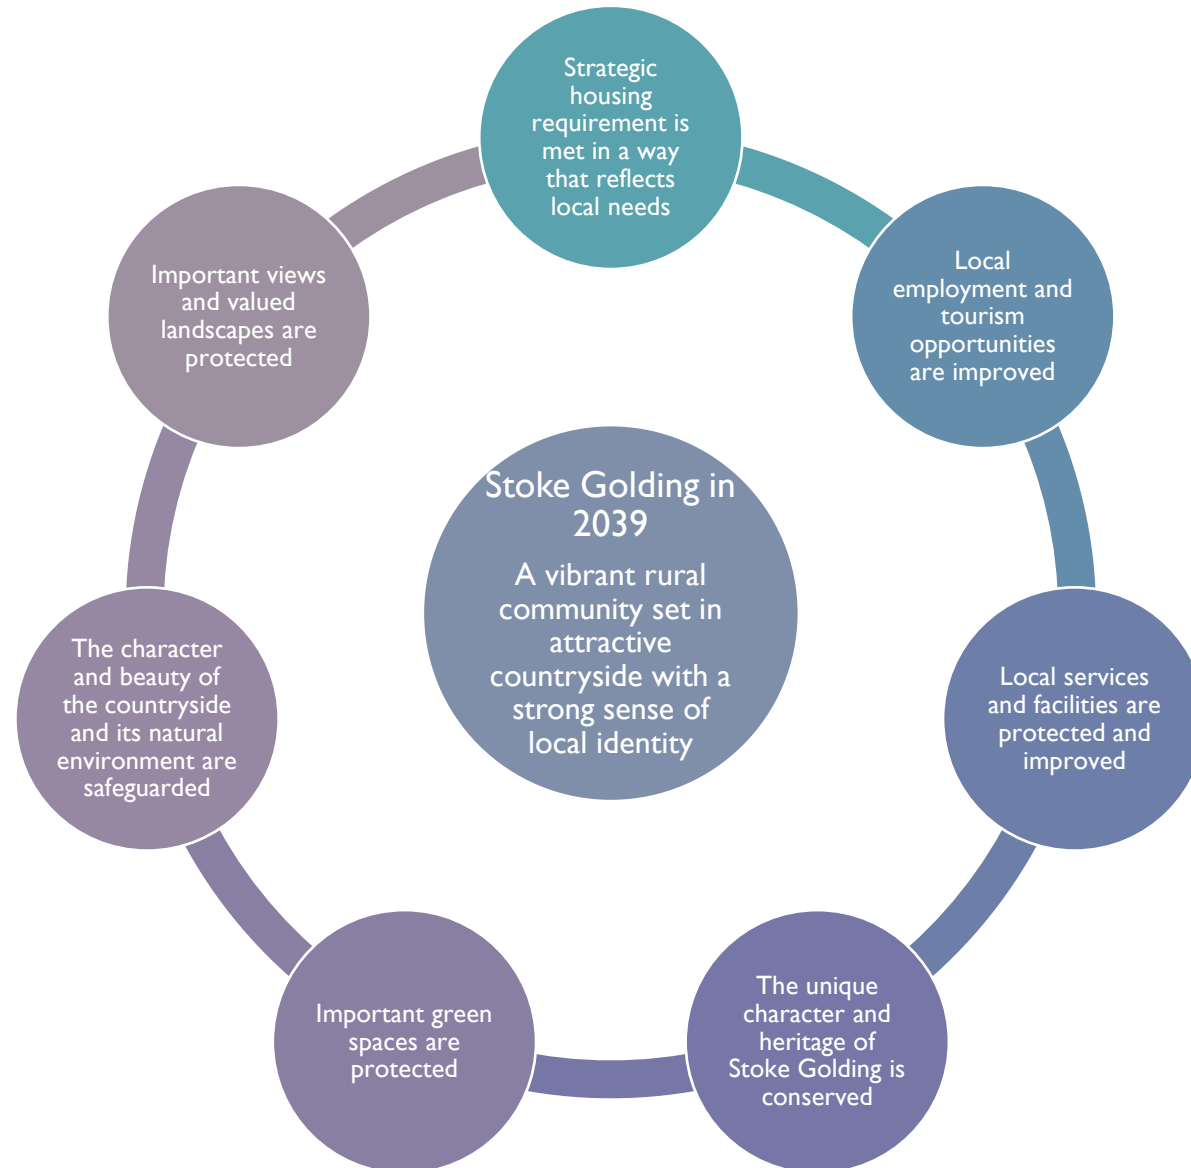 Strategic
housing
requirement is
met in a way
that reflects
local needs
Local
employment and
tourism
opportunities
are improved
Local services
and facilities are
protected and
improved
The unique
character and
heritage of
Stoke Golding is
conserved
Important green
spaces are
protected
The character
and beauty of
the countryside
and its natural
environment are
safeguarded
Important views
and valued
landscapes are
protected
Stoke Golding in
2039
A vibrant rural
community set in
attractive
countryside with a
strong sense of
local identity